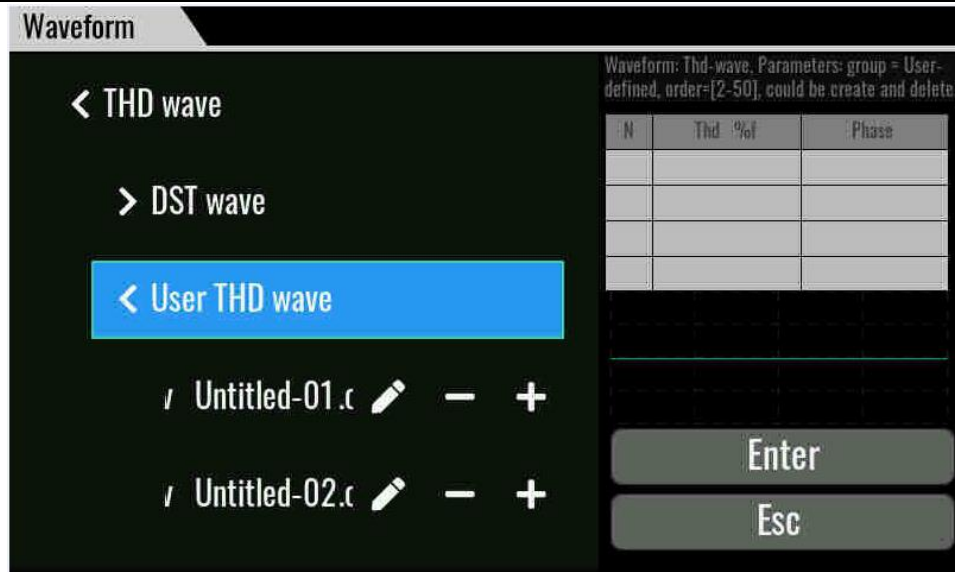 Waveform
< THD wave
> DST wave
< User THD wave
Untitled-01.c
Untitled-02.c
Waveform: Thd-wave, Parameters: group = User-
defined, order=[2-50], could be create and delete
N Thd %f Phase
Enter
Esc